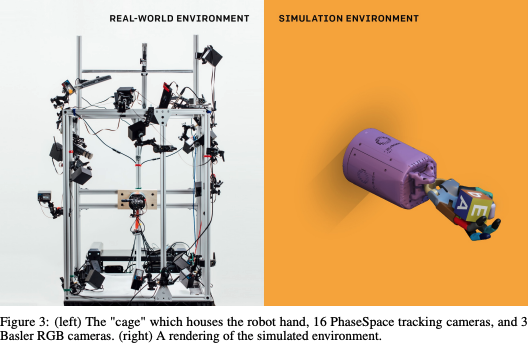 REAL-WORLD ENVIRONMENT
SIMULATION ENVIRONMENT
A
E
Figure 3: (left) The "cage" which houses the robot hand, 16 PhaseSpace tracking cameras, and 3
Basler RGB cameras. (right) A rendering of the simulated environment.